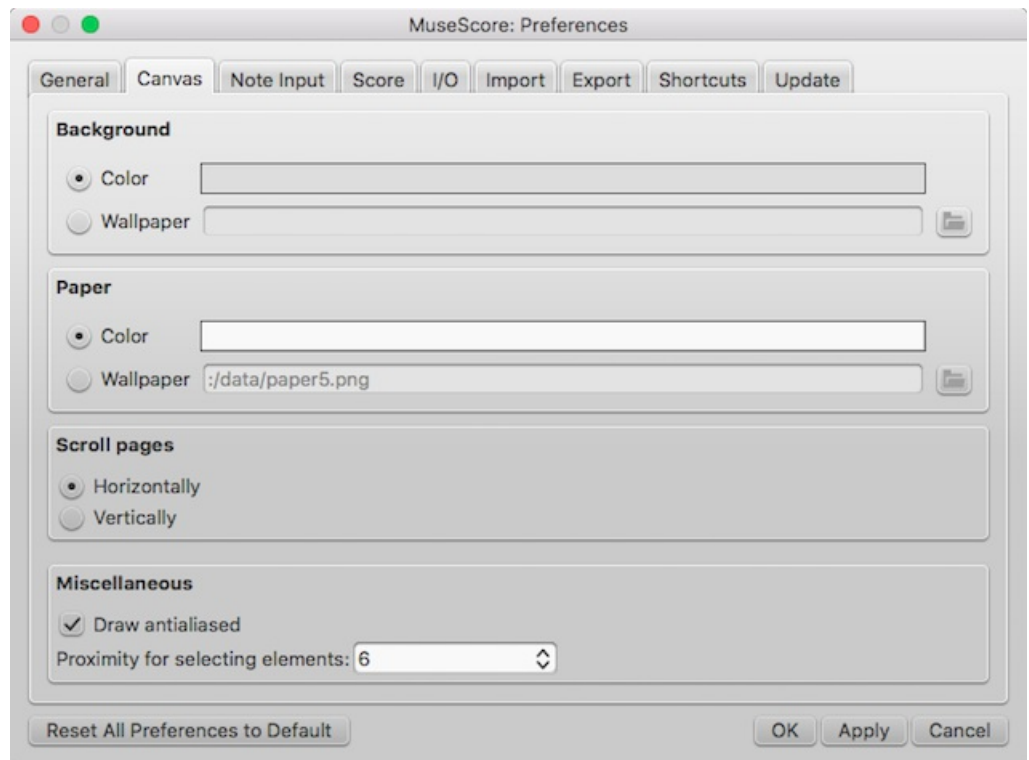 MuseScore: Preferences
General Canvas Note Input Score I/O Import Export Shortcuts Update
Background
Color
Wallpaper
Paper
Color
Wallpaper :/data/paper5.png
Scroll pages
Horizontally
Vertically
Miscellaneous
Draw antialiased
Proximity for selecting elements: 6
Reset All Preferences to Default OK Apply Cancel